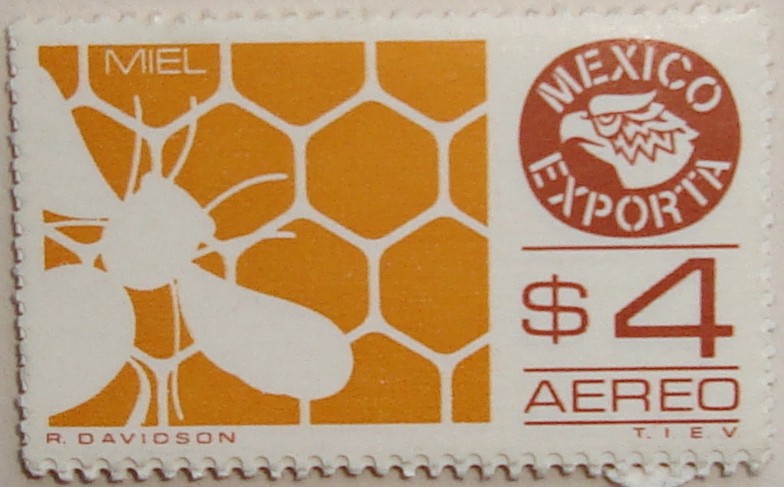 MIEL
MEXICO
EXPORTA
$4
AEREO
R. DAVIDSON
T. I. E. V